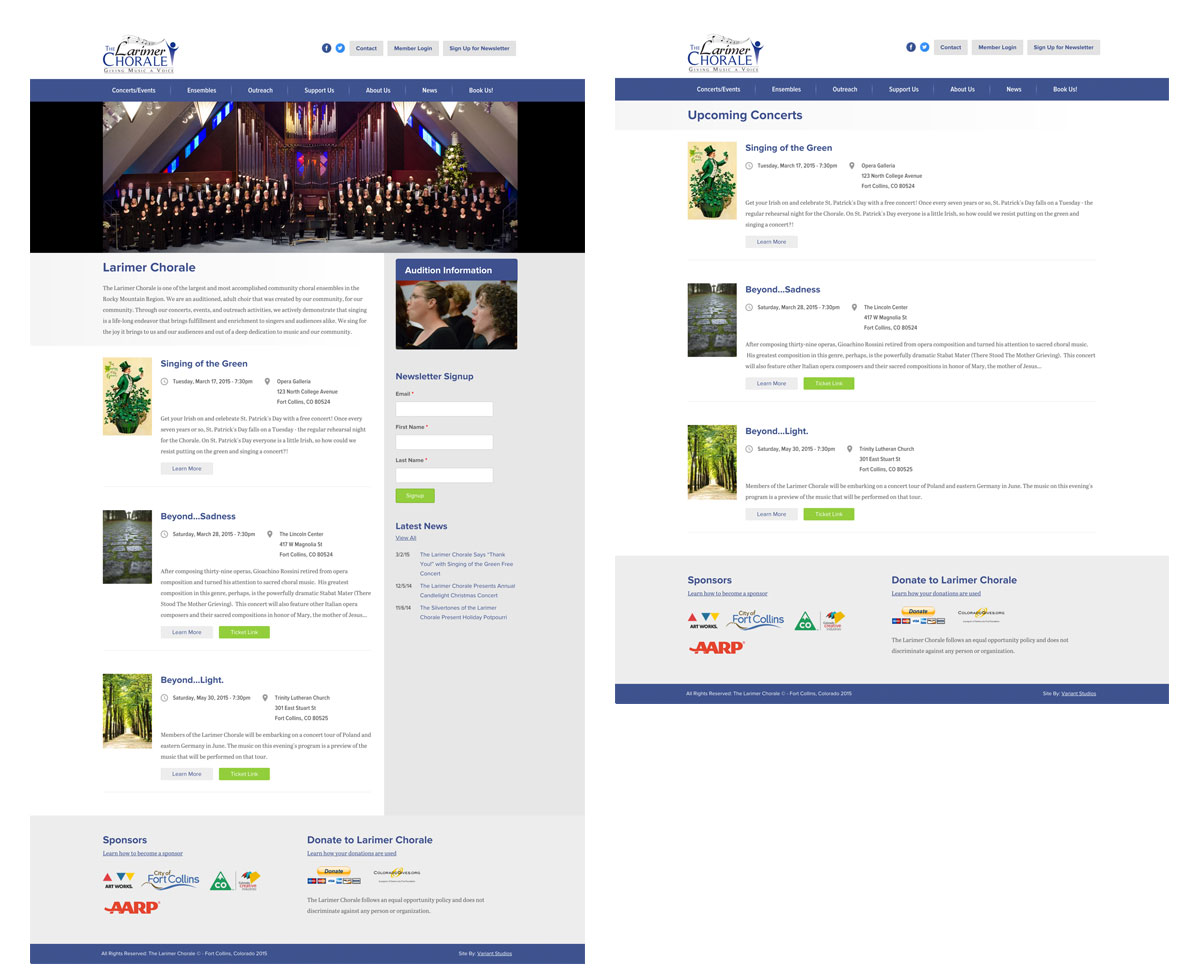 THE Larimer
CHORALE
GIVING MUSIC A VOICE
Contact
Member Login
Sign Up for Newsletter
Concerts/Events
Ensembles
Outreach
Support Us
About Us
News
Book Us!
Larimer Chorale
The Larimer Chorale is one of the largest and most accomplished community choral ensembles in the
Rocky Mountain Region. We are an auditioned, adult choir that was created by our community, for our
community. Through our concerts, events, and outreach activities, we actively demonstrate that singing
is a life-long endeavor that brings fulfillment and enrichment to singers and audiences alike. We sing for
the joy it brings to us and our audiences and out of a deep dedication to music and our community.
Singing of the Green
Tuesday, March 17, 2015 - 7:30pm
Opera Galleria
123 North College Avenue
Fort Collins, CO 80524
Get your Irish on and celebrate St. Patrick's Day with a free concert! Once every
seven years or so, St. Patrick's Day falls on a Tuesday - the regular rehearsal night
for the Chorale. On St. Patrick's Day everyone is a little Irish, so how could we
resist putting on the green and singing a concert?!
Learn More
Beyond...Sadness
Saturday, March 28, 2015 - 7:30pm
The Lincoln Center
417 W Magnolia St
Fort Collins, CO 80524
After composing thirty-nine operas, Gioachino Rossini retired from opera
composition and turned his attention to sacred choral music. His greatest
composition in this genre, perhaps, is the powerfully dramatic Stabat Mater (There
Stood The Mother Grieving). This concert will also feature other Italian opera
composers and their sacred compositions in honor of Mary, the mother of Jesus...
Learn More
Ticket Link
Beyond...Light.
Saturday, May 30, 2015 - 7:30pm
Trinity Lutheran Church
301 East Stuart St
Fort Collins, CO 80525
Members of the Larimer Chorale will be embarking on a concert tour of Poland and
eastern Germany in June. The music on this evening's program is a preview of the
music that will be performed on that tour.
Learn More
Ticket Link
Audition Information
Newsletter Signup
Email *
First Name *
Last Name *
Signup
Latest News
View All
3/2/15
The Larimer Chorale Says "Thank
You!" with Singing of the Green Free
Concert
12/5/14
The Larimer Chorale Presents Annual
Candlelight Christmas Concert
11/6/14
The Silvertones of the Larimer
Chorale Present Holiday Potpourri
Sponsors
Learn how to become a sponsor
ART WORKS.
City of
Fort Collins
CO
creative
AARP
Donate to Larimer Chorale
Learn how your donations are used
Donate
COLORADOGIVES.ORG
The Larimer Chorale follows an equal opportunity policy and does not
discriminate against any person or organization.
All Rights Reserved: The Larimer Chorale © - Fort Collins, Colorado 2015
Site By: Variant Studios
THE Larimer
CHORALE
GIVING MUSIC A VOICE
Contact
Member Login
Sign Up for Newsletter
Concerts/Events
Ensembles
Outreach
Support Us
About Us
News
Book Us!
Upcoming Concerts
Singing of the Green
Tuesday, March 17, 2015 - 7:30pm
Opera Galleria
123 North College Avenue
Fort Collins, CO 80524
Get your Irish on and celebrate St. Patrick's Day with a free concert! Once every seven years or so, St. Patrick's Day falls on a Tuesday - the
regular rehearsal night for the Chorale. On St. Patrick's Day everyone is a little Irish, so how could we resist putting on the green and
singing a concert?!
Learn More
Beyond...Sadness
Saturday, March 28, 2015 - 7:30pm
The Lincoln Center
417 W Magnolia St
Fort Collins, CO 80524
After composing thirty-nine operas, Gioachino Rossini retired from opera composition and turned his attention to sacred choral music.
His greatest composition in this genre, perhaps, is the powerfully dramatic Stabat Mater (There Stood The Mother Grieving). This concert
will also feature other Italian opera composers and their sacred compositions in honor of Mary, the mother of Jesus...
Learn More
Ticket Link
Beyond...Light.
Saturday, May 30, 2015 - 7:30pm
Trinity Lutheran Church
301 East Stuart St
Fort Collins, CO 80525
Members of the Larimer Chorale will be embarking on a concert tour of Poland and eastern Germany in June. The music on this evening's
program is a preview of the music that will be performed on that tour.
Learn More
Ticket Link
Sponsors
Learn how to become a sponsor
ART WORKS.
City of
Fort Collins
CO
creative
AARP
Donate to Larimer Chorale
Learn how your donations are used
Donate
COLORADOGIVES.ORG
The Larimer Chorale follows an equal opportunity policy and does not
discriminate against any person or organization.
All Rights Reserved: The Larimer Chorale © - Fort Collins, Colorado 2015
Site By: Variant Studios